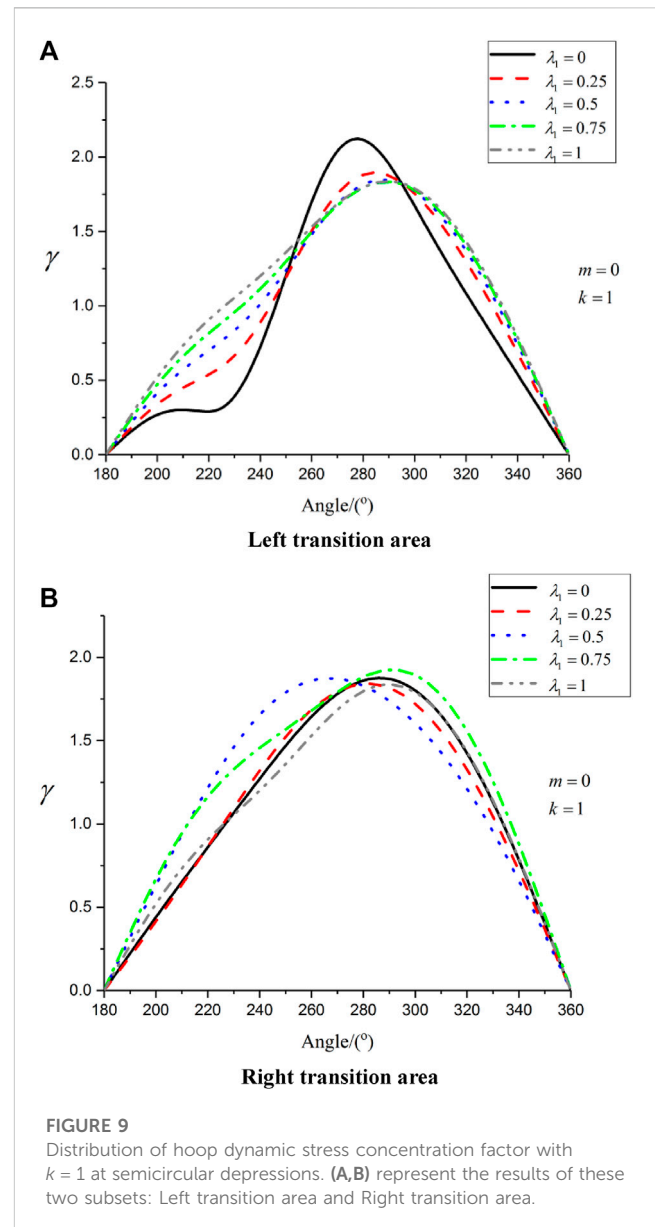 A
λ₁ = 0
λ₁ = 0.25
λ₁ = 0.5
λ₁ = 0.75
λ₁ = 1
2.0
1.5
γ
1.0
0.5
0.0
m = 0
k = 1
180 200 220 240 260 280 300 320 340 360
Angle/(°)
Left transition area
B
λ₁ = 0
λ₁ = 0.25
λ₁ = 0.5
λ₁ = 0.75
λ₁ = 1
2.0
1.5
γ
1.0
0.5
0.0
m = 0
k = 1
180 200 220 240 260 280 300 320 340 360
Angle/(°)
Right transition area
FIGURE 9
Distribution of hoop dynamic stress concentration factor with
k = 1 at semicircular depressions. (A,B) represent the results of these
two subsets: Left transition area and Right transition area.